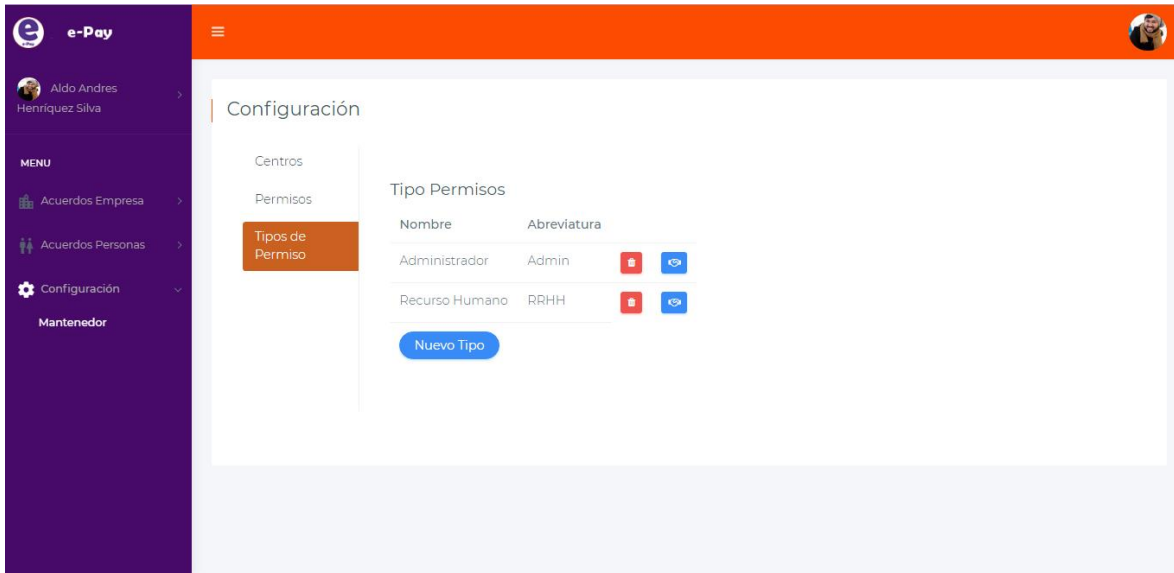 e-Pay
Aldo Andres
Henríquez Silva
MENU
Acuerdos Empresa
Acuerdos Personas
Configuración
Mantenedor
Configuración
Centros
Permisos
Tipos de
Permiso
Tipo Permisos
Nombre Abreviatura
Administrador Admin
Recurso Humano RRHH
Nuevo Tipo